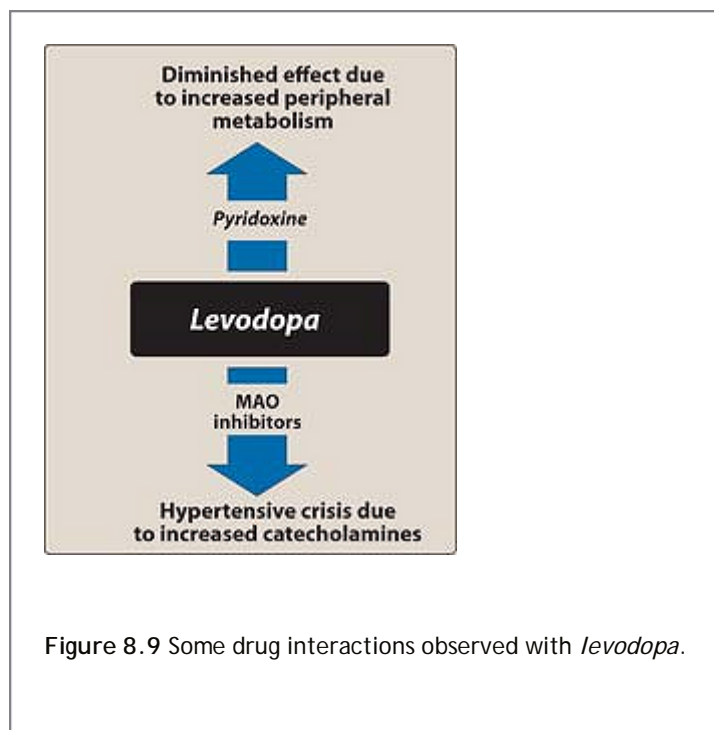 Diminished effect due
to increased peripheral
metabolism
Pyridoxine
Levodopa
MAO
inhibitors
Hypertensive crisis due
to increased catecholamines
Figure 8.9 Some drug interactions observed with levodopa.